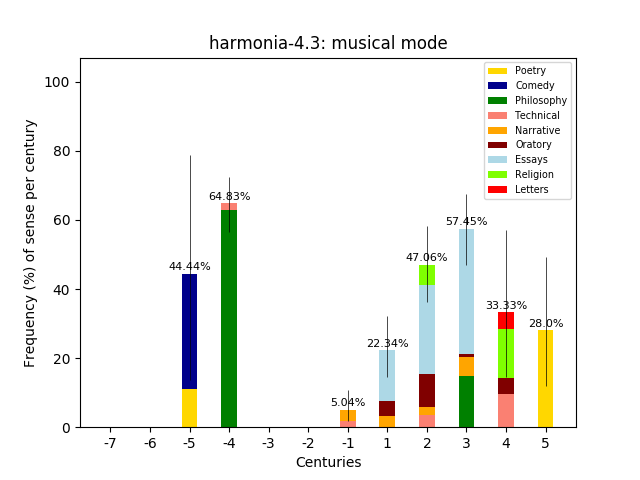 harmonia-4.3: musical mode
Frequency (%) of sense per century
100
80
60
40
20
0
Poetry
Comedy
Philosophy
Technical
Narrative
Oratory
Essays
Religion
Letters
44.44%
64.83%
5.04%
22.34%
47.06%
57.45%
33.33%
28.0%
-7 -6 -5 -4 -3 -2 -1 1 2 3 4 5
Centuries